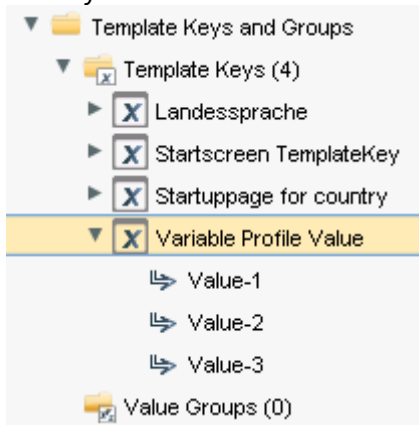 Template Keys and Groups
Template Keys (4)
Landessprache
Startscreen TemplateKey
Startuppage for country
Variable Profile Value
Value-1
Value-2
Value-3
Value Groups (0)